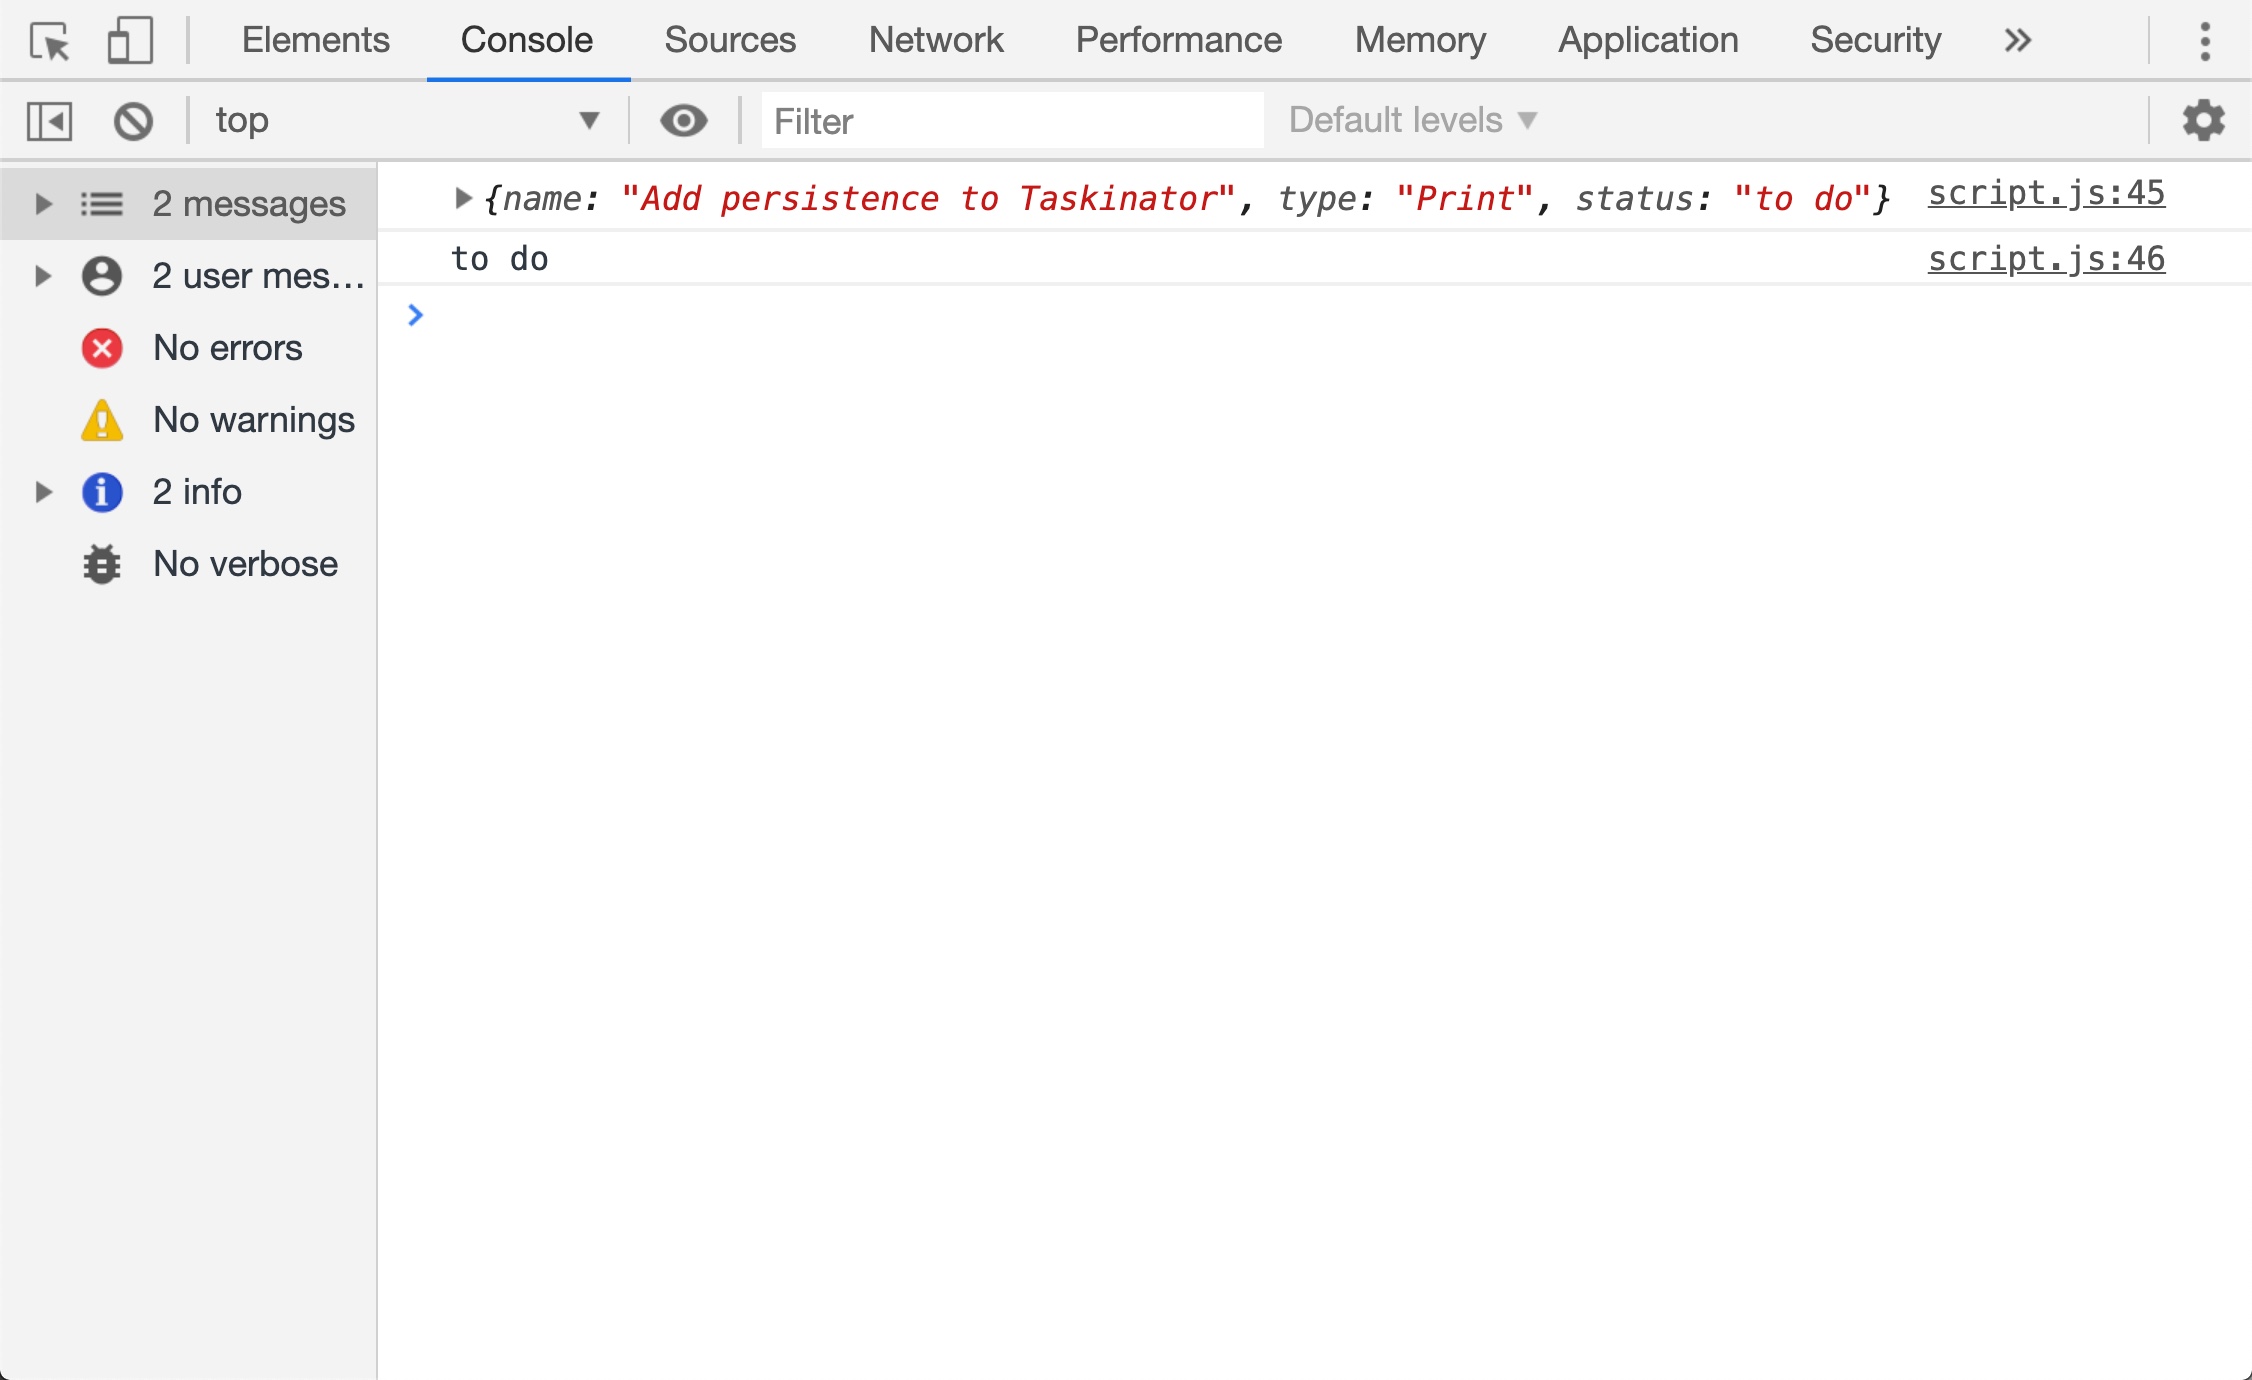 Elements Console Sources Network Performance Memory Application Security
top Filter Default levels
2 messages
2 user mes...
No errors
No warnings
2 info
No verbose
{name: "Add persistence to Taskinator", type: "Print", status: "to do"} script.js:45
to do script.js:46